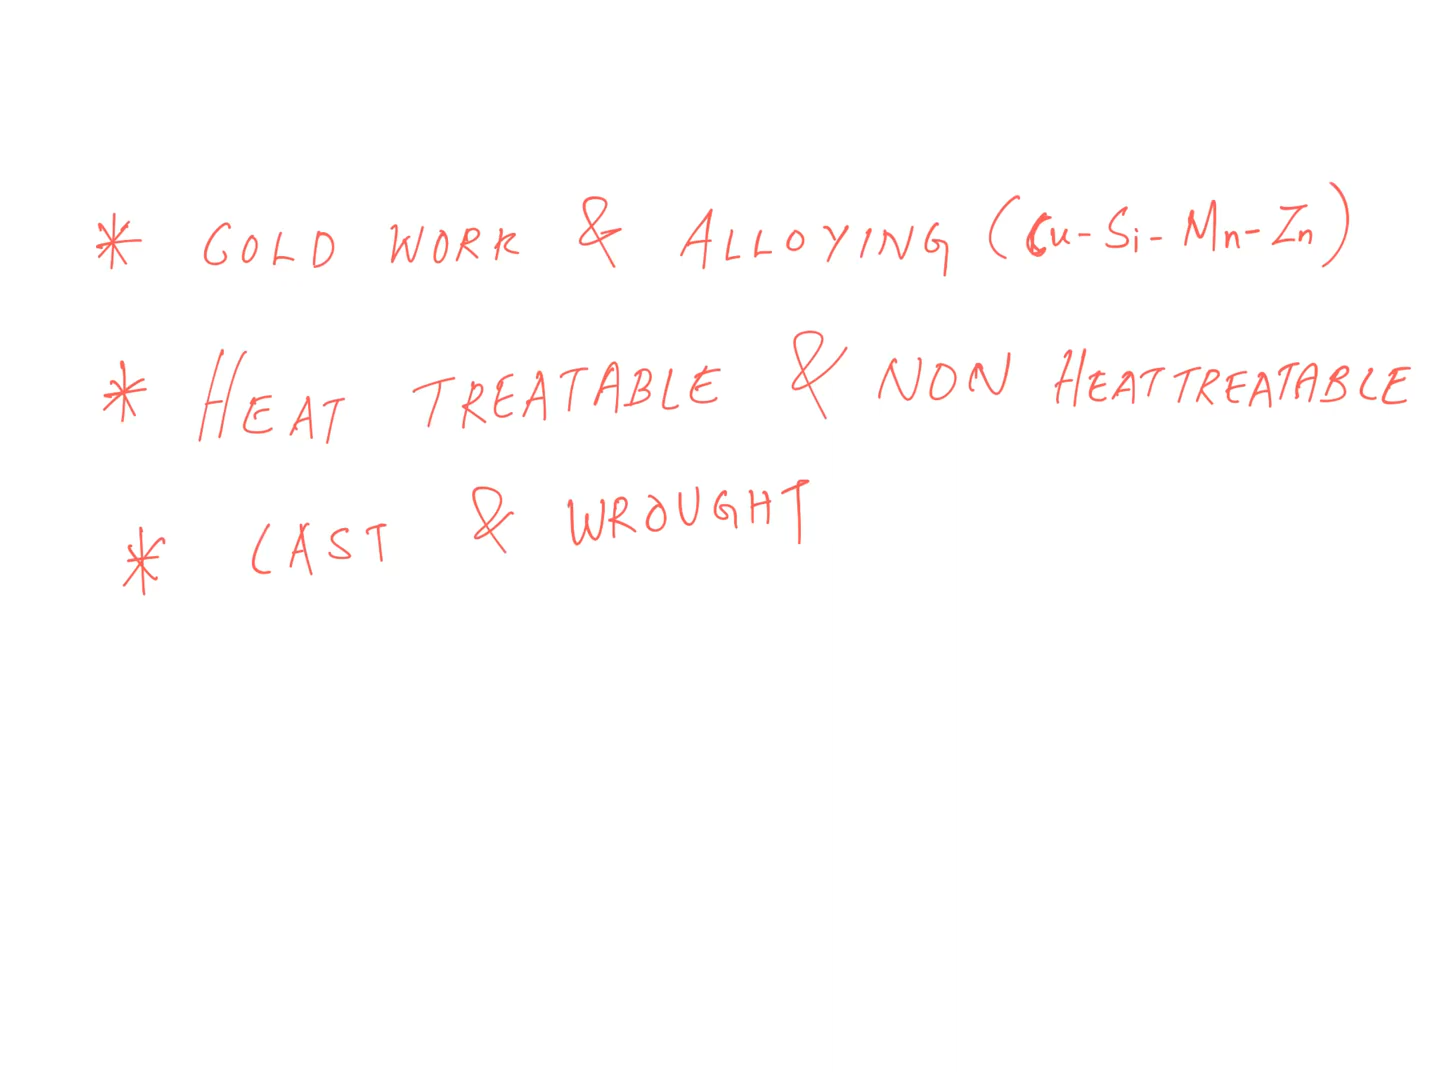 * COLD WORK & ALLOYING (Cu-Si-Mn-Zn)
* HEAT TREATABLE & NON HEATTREATABLE
* CAST & WROUGHT